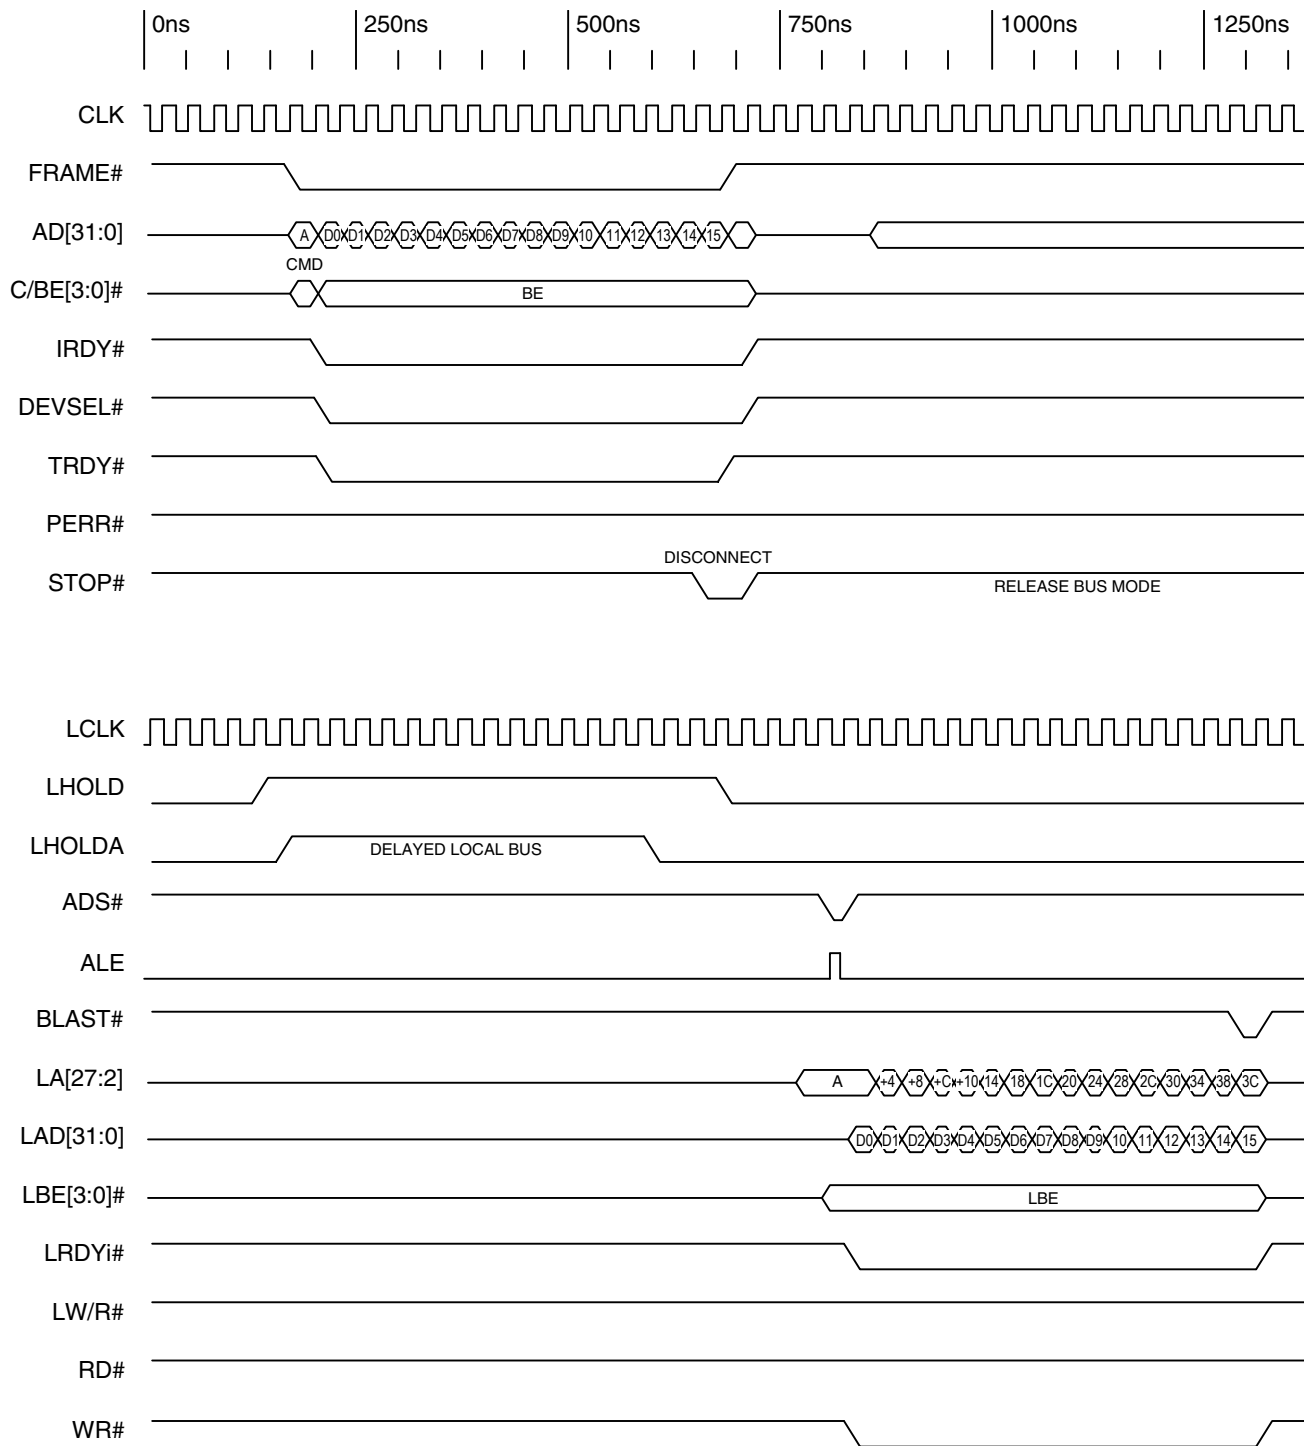 0ns 250ns 500ns 750ns 1000ns 1250ns
CLK
FRAME#
AD[31:0] A D0 D1 D2 D3 D4 D5 D6 D7 D8 D9 10 11 12 13 14 15
CMD
C/BE[3:0]# BE
IRDY#
DEVSEL#
TRDY#
PERR#
DISCONNECT
STOP# RELEASE BUS MODE
LCLK
LHOLD
LHOLDA DELAYED LOCAL BUS
ADS#
ALE
BLAST#
LA[27:2] A +4 +8 +C +10 14 18 1C 20 24 28 2C 30 34 38 3C
LAD[31:0] D0 D1 D2 D3 D4 D5 D6 D7 D8 D9 10 11 12 13 14 15
LBE[3:0]# LBE
LRDYi#
LW/R#
RD#
WR#